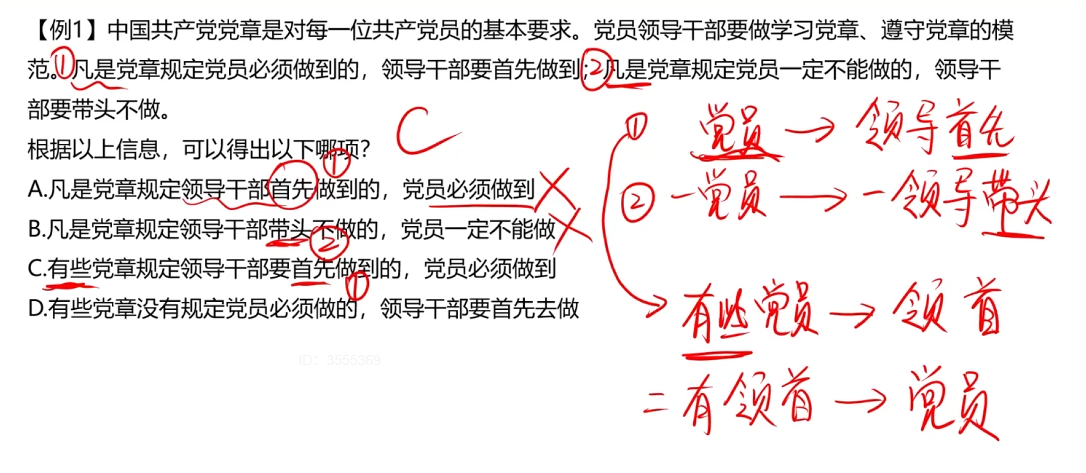 【例1】中国共产党党章是对每一位共产党员的基本要求。党员领导干部要做学习党章、遵守党章的模
范。①凡是党章规定党员必须做到的，领导干部要首先做到；②凡是党章规定党员一定不能做的，领导干
部要带头不做。
根据以上信息，可以得出以下哪项？
C
①
A.凡是党章规定领导干部首先做到的，党员必须做到
B.凡是党章规定领导干部带头不做的，党员一定不能做
②
C.有些党章规定领导干部要首先做到的，党员必须做到
①
D.有些党章没有规定党员必须做的，领导干部要首先去做
① 党员 → 领导首先
② 一党员 → 一领导带头
有些党员 → 领首
= 有领首 → 党员
ID：3555369